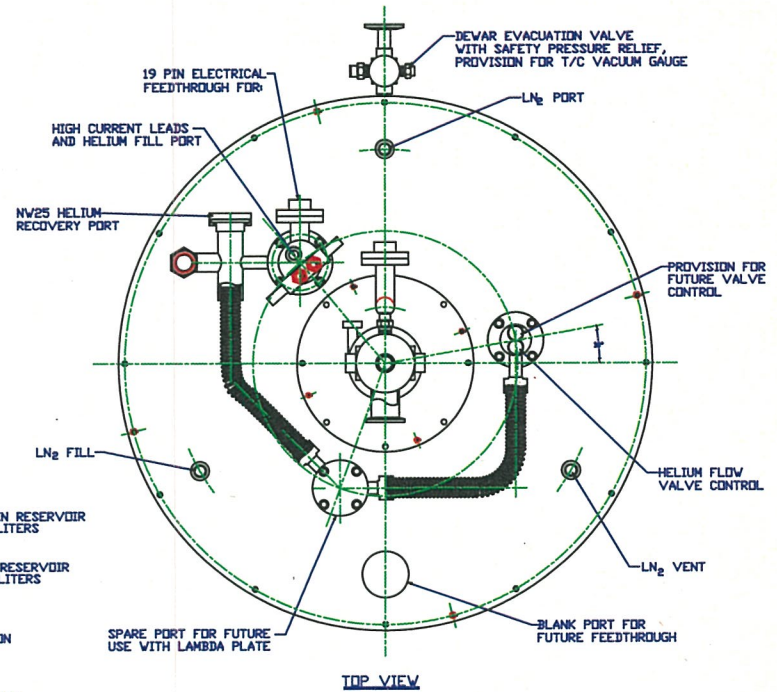 DEWAR EVACUATION VALVE
WITH SAFETY PRESSURE RELIEF,
PROVISION FOR T/C VACUUM GAUGE
19 PIN ELECTRICAL
FEEDTHROUGH FOR:
LN₂ PORT
HIGH CURRENT LEADS
AND HELIUM FILL PORT
NW25 HELIUM
RECOVERY PORT
PROVISION FOR
FUTURE VALVE
CONTROL
LN₂ FILL
HELIUM FLOW
VALVE CONTROL
EN RESERVOIR
LITERS
RESERVOIR
LITERS
LN₂ VENT
ON
SPARE PORT FOR FUTURE
USE WITH LAMBDA PLATE
BLANK PORT FOR
FUTURE FEEDTHROUGH
TOP VIEW